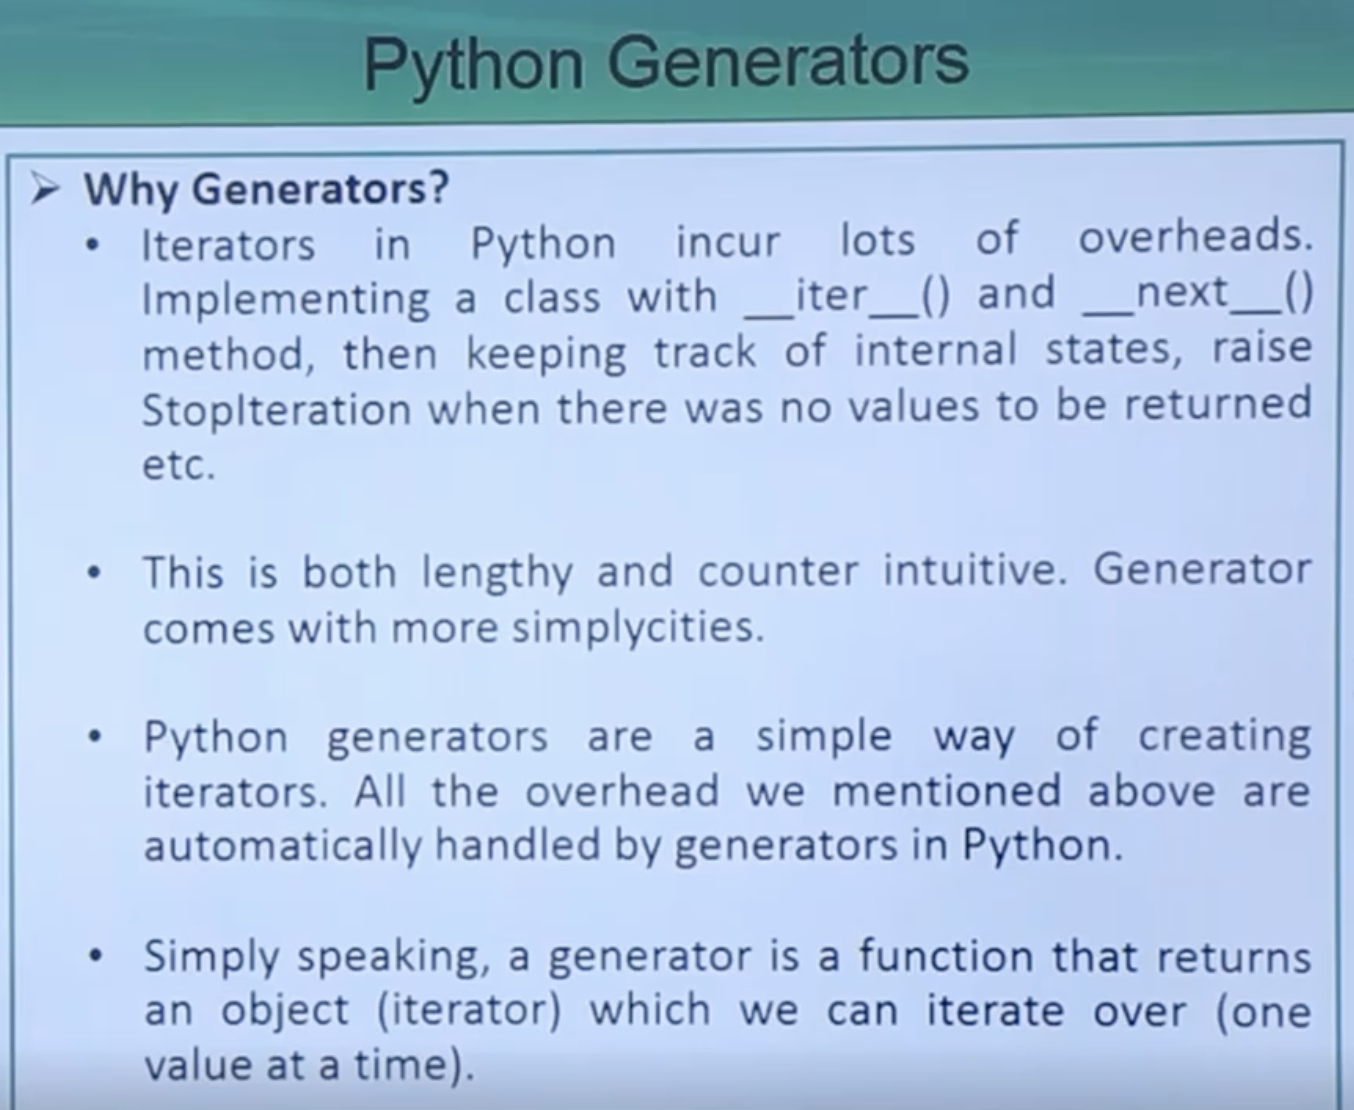 Python Generators
➤ Why Generators?
• Iterators in Python incur lots of overheads.
Implementing a class with __iter__() and __next__()
method, then keeping track of internal states, raise
StopIteration when there was no values to be returned
etc.
• This is both lengthy and counter intuitive. Generator
comes with more simplycities.
• Python generators are a simple way of creating
iterators. All the overhead we mentioned above are
automatically handled by generators in Python.
• Simply speaking, a generator is a function that returns
an object (iterator) which we can iterate over (one
value at a time).